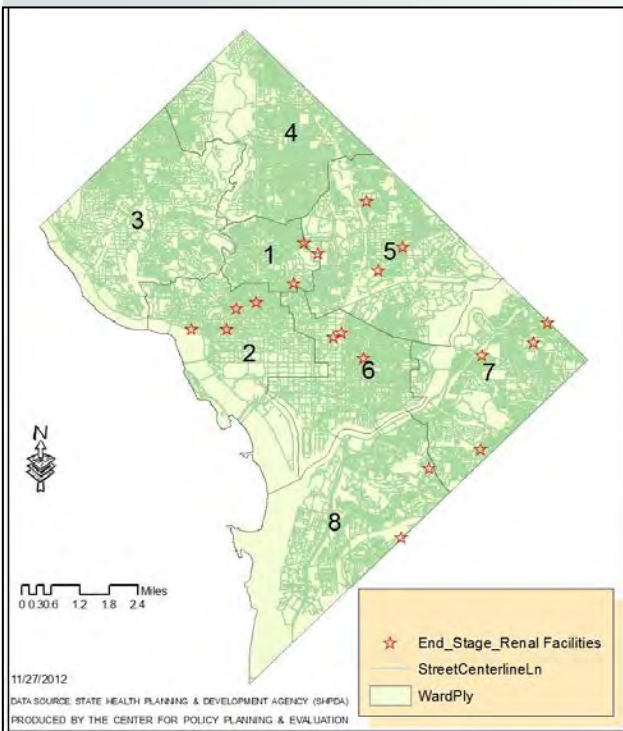 4
3
1
5
2
6
7
8
N
Miles
0 0.30.6 1.2 1.8 2.4
End_Stage_Renal Facilities
StreetCenterlineLn
WardPly
11/27/2012
DATA SOURCE: STATE HEALTH PLANNING & DEVELOPMENT AGENCY (SHPDA)
PRODUCED BY THE CENTER FOR POLICY PLANNING & EVALUATION